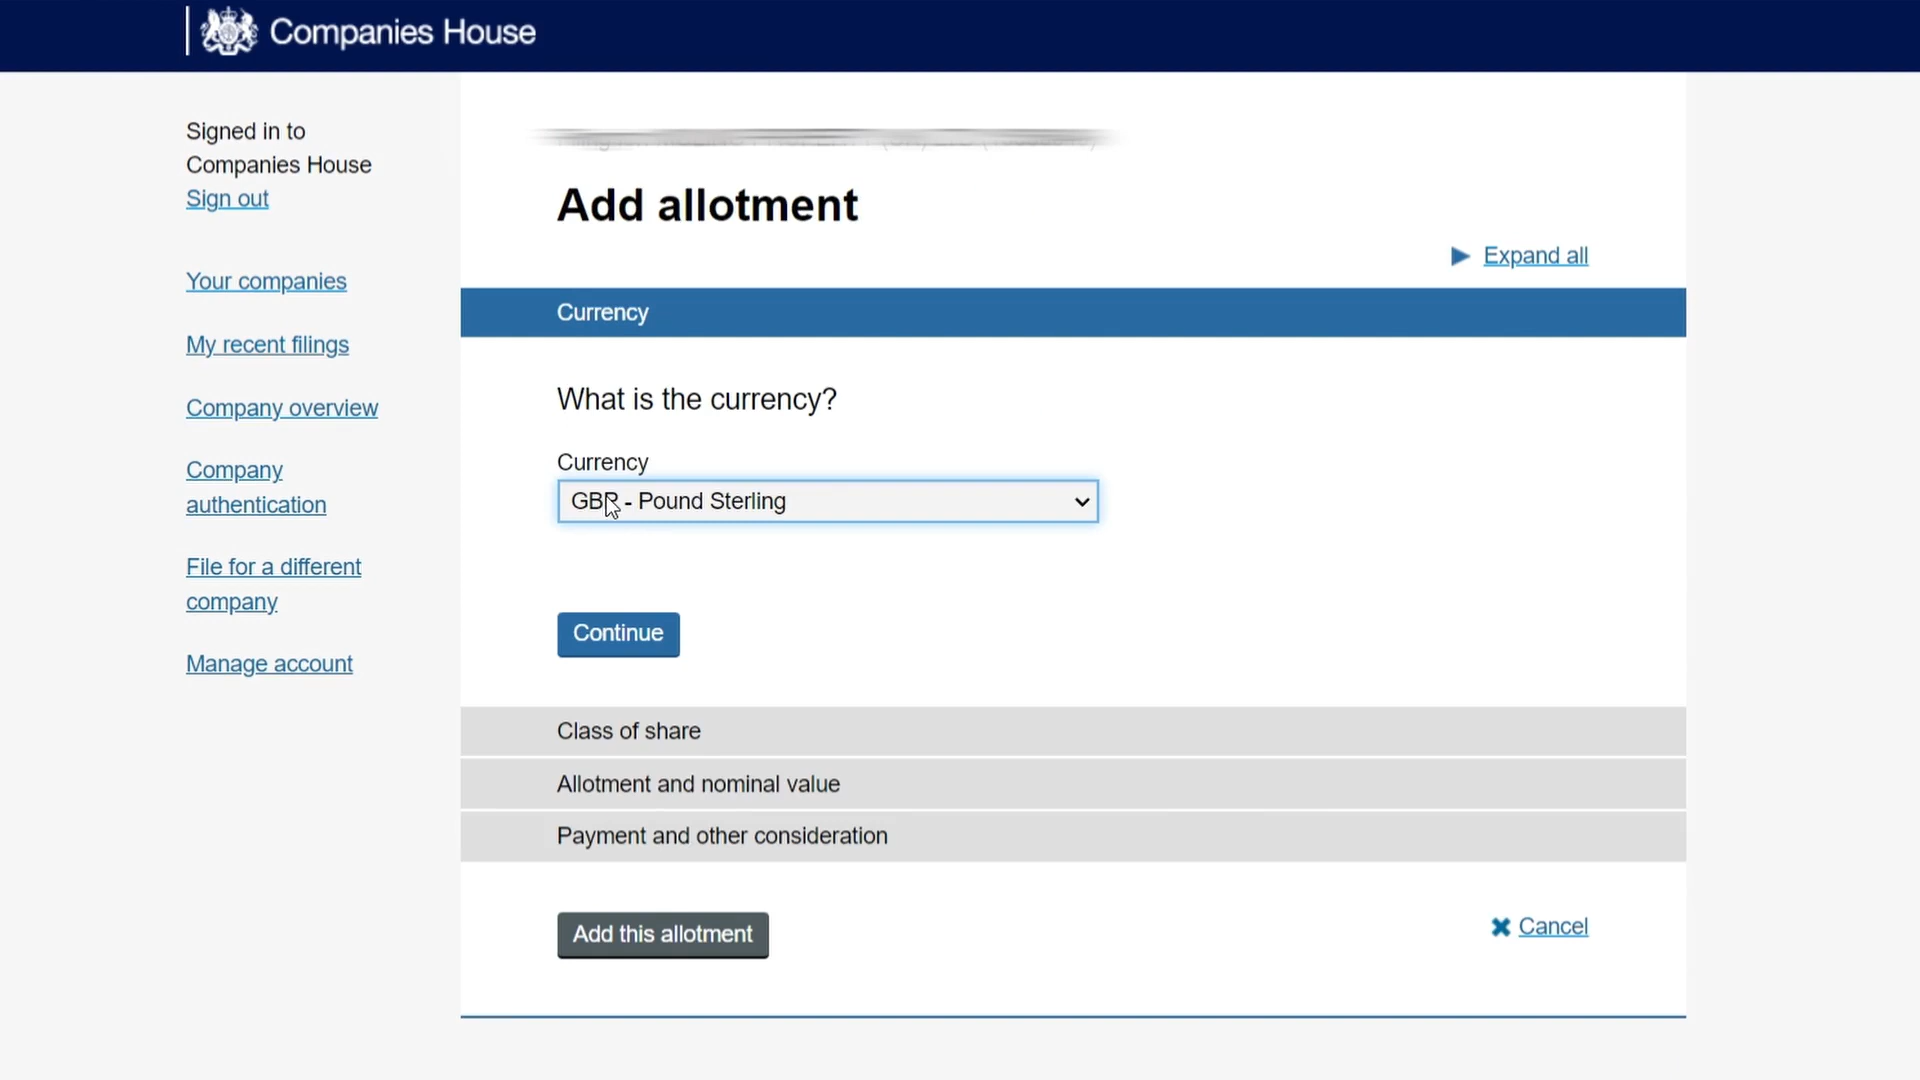 Companies House
Signed in to
Companies House
Sign out
Your companies
My recent filings
Company overview
Company
authentication
File for a different
company
Manage account
Add allotment
Expand all
Currency
What is the currency?
Currency
GBP - Pound Sterling
Continue
Class of share
Allotment and nominal value
Payment and other consideration
Add this allotment
Cancel